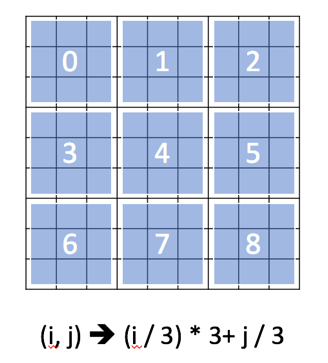 0 1 2
3 4 5
6 7 8
(i, j) ➔ (i / 3) * 3+ j / 3